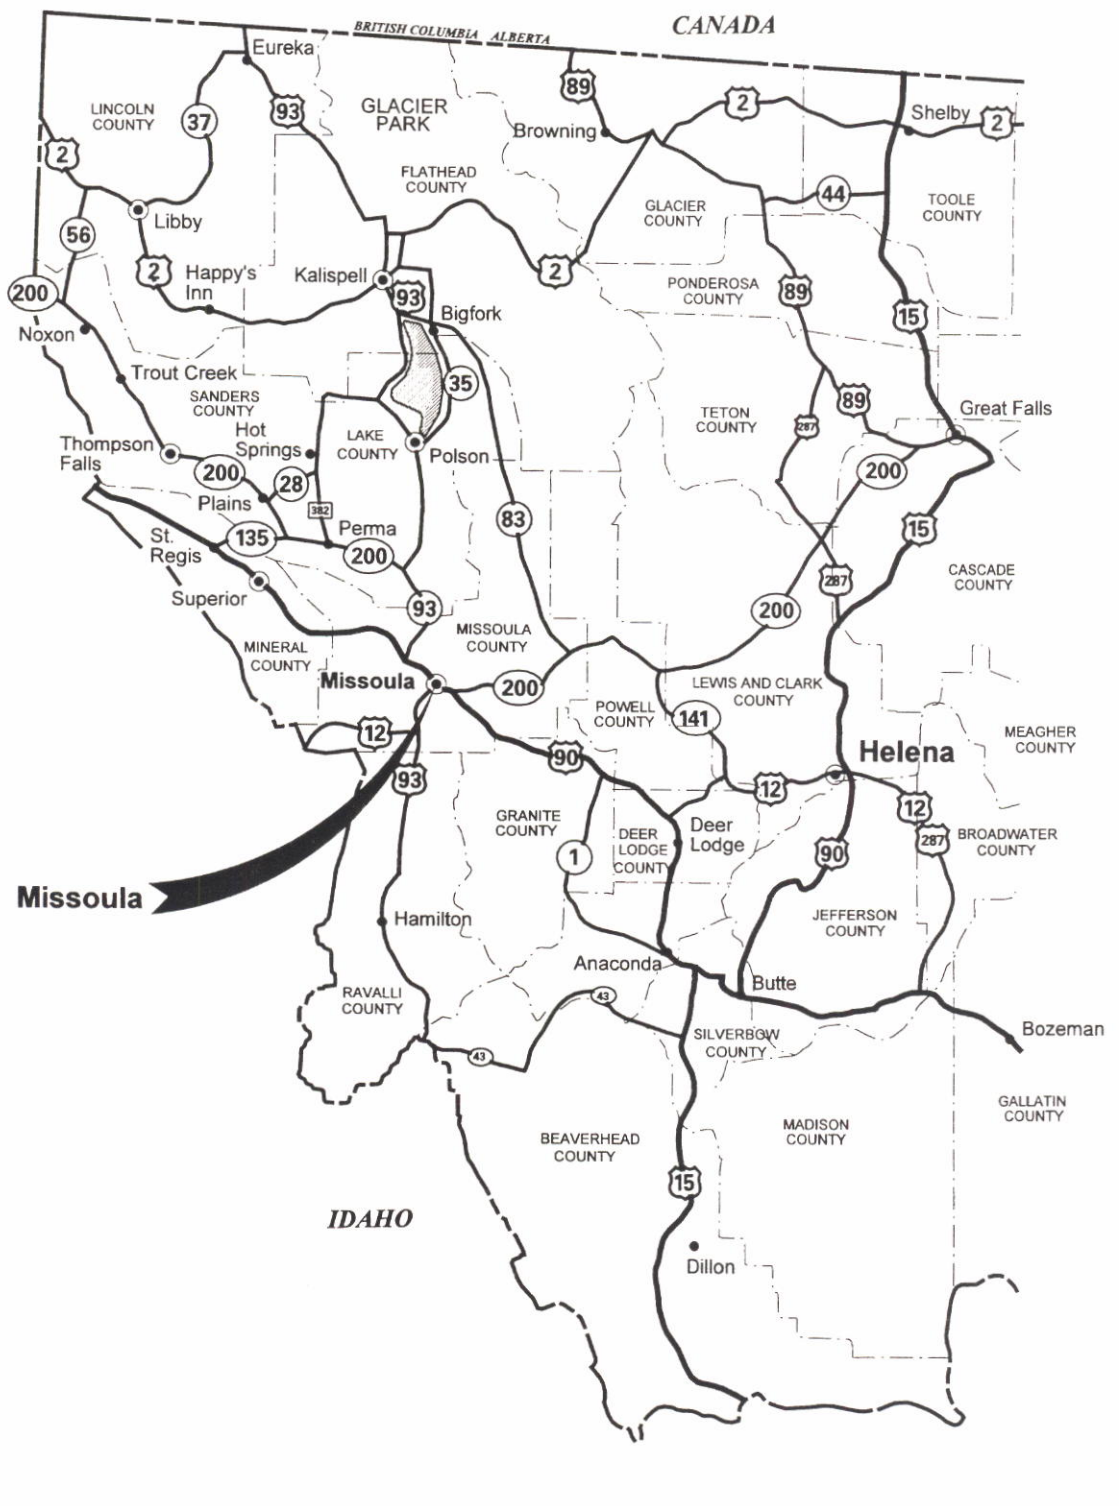 CANADA
BRITISH COLUMBIA ALBERTA
Eureka
LINCOLN
COUNTY
37
93
GLACIER
PARK
89
2
Shelby
2
Browning
2
FLATHEAD
COUNTY
GLACIER
COUNTY
44
TOOLE
COUNTY
Libby
56
2
Happy's
Inn
Kalispell
2
200
93
PONDEROSA
COUNTY
89
15
Noxon
Bigfork
Trout Creek
35
SANDERS
COUNTY
89
Great Falls
TETON
COUNTY
287
Thompson
Falls
Hot
Springs
LAKE
COUNTY
Polson
200
28
200
Plains
382
83
15
St.
Regis
135
Perma
200
CASCADE
COUNTY
287
Superior
93
200
MISSOULA
COUNTY
MINERAL
COUNTY
Missoula
200
LEWIS AND CLARK
COUNTY
POWELL
COUNTY
141
12
MEAGHER
COUNTY
90
Helena
93
12
12
GRANITE
COUNTY
DEER
LODGE
COUNTY
Deer
Lodge
287
BROADWATER
COUNTY
1
90
Missoula
Hamilton
JEFFERSON
COUNTY
Anaconda
Butte
RAVALLI
COUNTY
43
SILVERBOW
COUNTY
Bozeman
43
GALLATIN
COUNTY
BEAVERHEAD
COUNTY
MADISON
COUNTY
15
IDAHO
Dillon